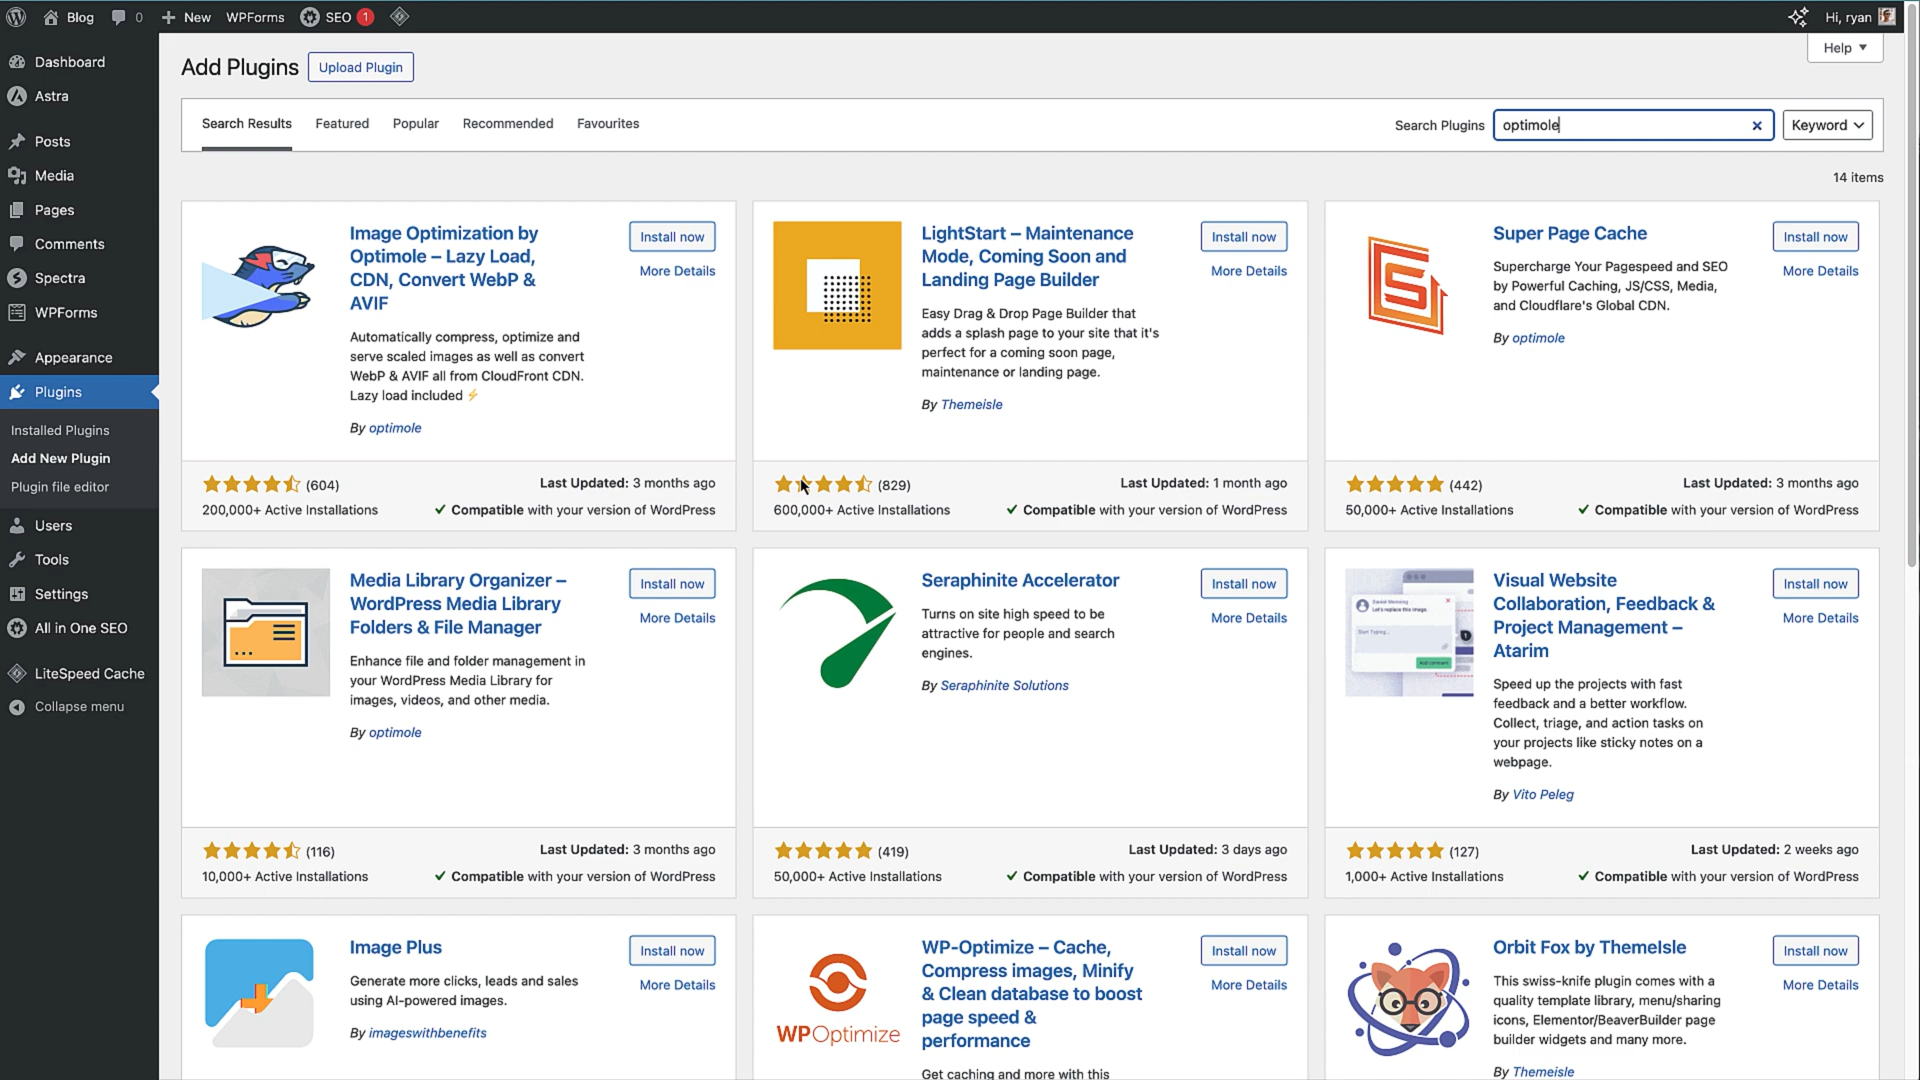 Blog 0 New WPForms SEO 1 Hi, ryan
Help
Dashboard
Astra
Posts
Media
Pages
Comments
Spectra
WPForms
Appearance
Plugins
Installed Plugins
Add New Plugin
Plugin file editor
Users
Tools
Settings
All in One SEO
LiteSpeed Cache
Collapse menu
Add Plugins Upload Plugin
Search Results Featured Popular Recommended Favourites Search Plugins optimole Keyword
14 items
Image Optimization by
Optimole – Lazy Load,
CDN, Convert WebP &
AVIF
Install now
More Details
Automatically compress, optimize and
serve scaled images as well as convert
WebP & AVIF all from CloudFront CDN.
Lazy load included ⚡
By optimole
(604) Last Updated: 3 months ago
200,000+ Active Installations ✓ Compatible with your version of WordPress
LightStart – Maintenance
Mode, Coming Soon and
Landing Page Builder
Install now
More Details
Easy Drag & Drop Page Builder that
adds a splash page to your site that it's
perfect for a coming soon page,
maintenance or landing page.
By Themeisle
(829) Last Updated: 1 month ago
600,000+ Active Installations ✓ Compatible with your version of WordPress
Super Page Cache
Install now
More Details
Supercharge Your Pagespeed and SEO
by Powerful Caching, JS/CSS, Media,
and Cloudflare's Global CDN.
By optimole
(442) Last Updated: 3 months ago
50,000+ Active Installations ✓ Compatible with your version of WordPress
Media Library Organizer –
WordPress Media Library
Folders & File Manager
Install now
More Details
Enhance file and folder management in
your WordPress Media Library for
images, videos, and other media.
By optimole
(116) Last Updated: 3 months ago
10,000+ Active Installations ✓ Compatible with your version of WordPress
Seraphinite Accelerator
Install now
More Details
Turns on site high speed to be
attractive for people and search
engines.
By Seraphinite Solutions
(419) Last Updated: 3 days ago
50,000+ Active Installations ✓ Compatible with your version of WordPress
Let's replace this image.
Start Typing...
Add comment
Visual Website
Collaboration, Feedback &
Project Management –
Atarim
Install now
More Details
Speed up the projects with fast
feedback and a better workflow.
Collect, triage, and action tasks on
your projects like sticky notes on a
webpage.
By Vito Peleg
(127) Last Updated: 2 weeks ago
1,000+ Active Installations ✓ Compatible with your version of WordPress
Image Plus
Install now
More Details
Generate more clicks, leads and sales
using AI-powered images.
By imageswithbenefits
WPOptimize
WP-Optimize – Cache,
Compress images, Minify
& Clean database to boost
page speed &
performance
Install now
More Details
Get caching and more with this
Orbit Fox by ThemeIsle
Install now
More Details
This swiss-knife plugin comes with a
quality template library, menu/sharing
icons, Elementor/BeaverBuilder page
builder widgets and many more.
By Themeisle